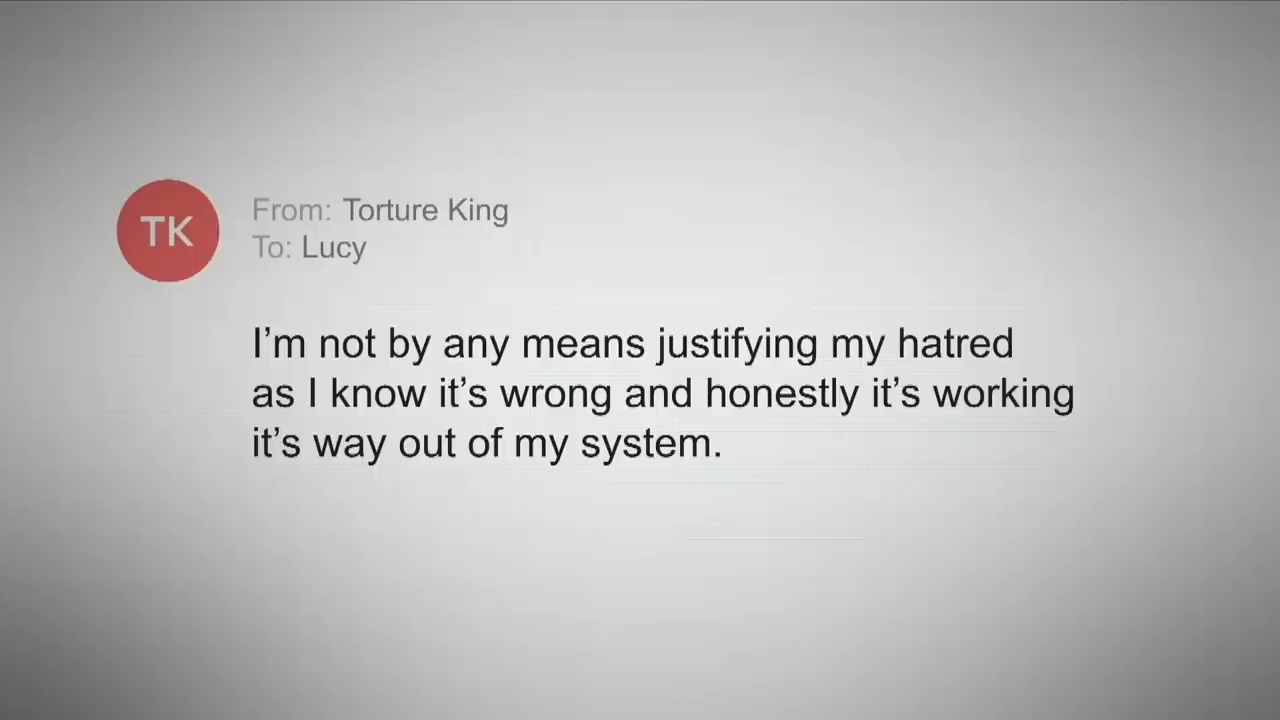 TK
From: Torture King
To: Lucy
I’m not by any means justifying my hatred
as I know it’s wrong and honestly it’s working
it’s way out of my system.